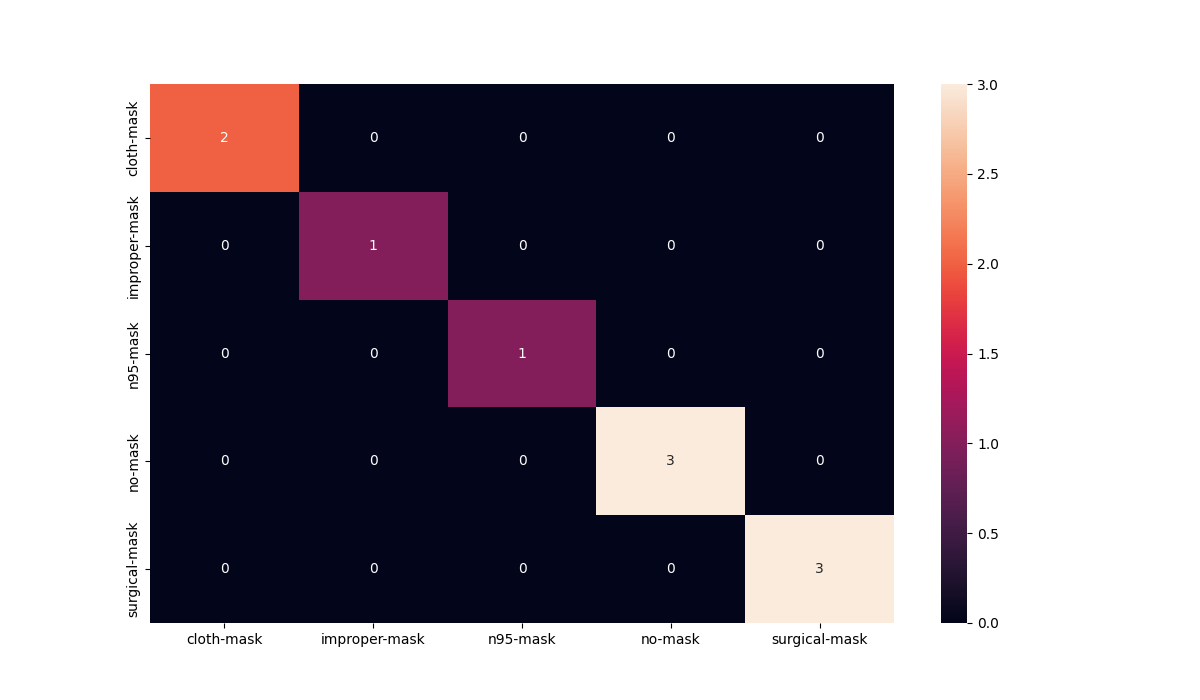 cloth-mask 2 0 0 0 0
improper-mask 0 1 0 0 0
n95-mask 0 0 1 0 0
no-mask 0 0 0 3 0
surgical-mask 0 0 0 0 3
cloth-mask improper-mask n95-mask no-mask surgical-mask
3.0
2.5
2.0
1.5
1.0
0.5
0.0